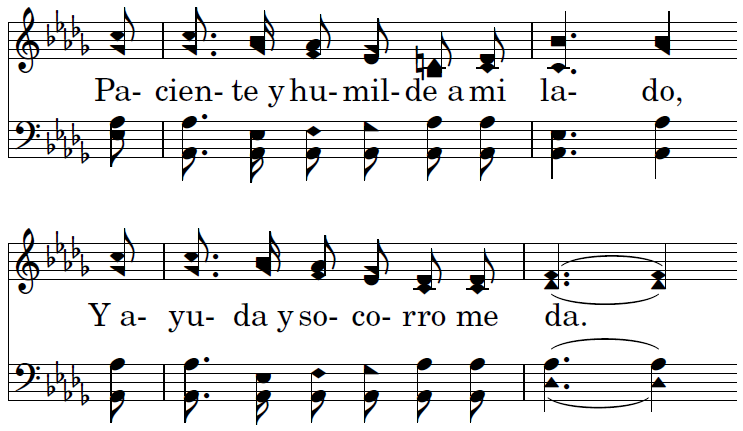 Pa- cien- te y hu- mil- de a mi la- do,
Y a- yu- da y so- co- rro me da.